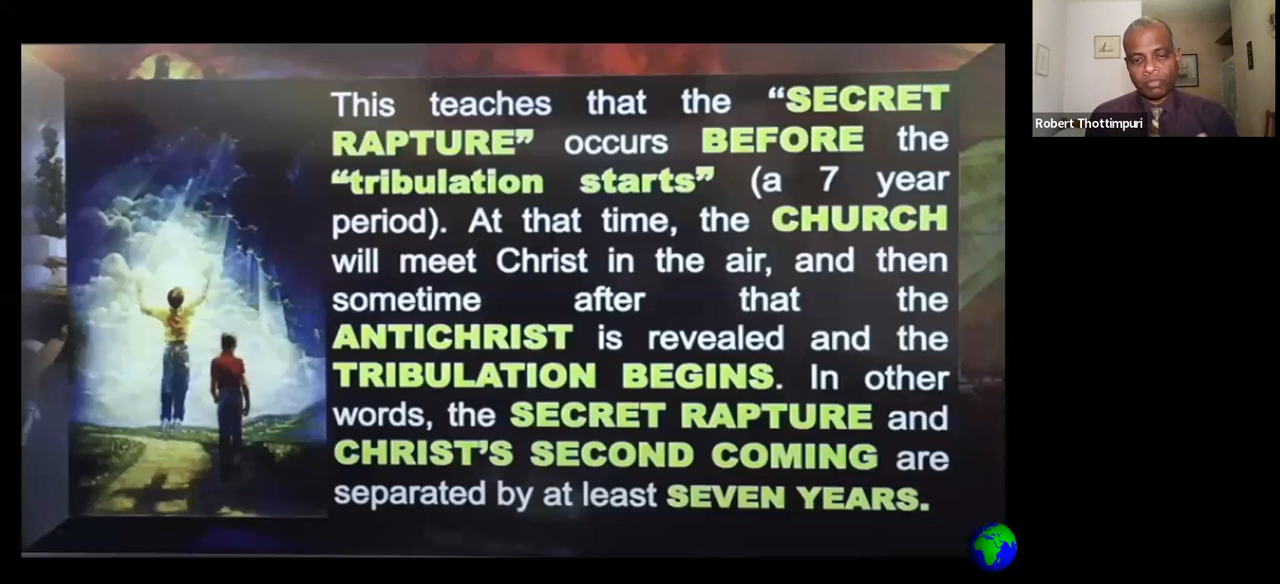 This teaches that the “SECRET
RAPTURE” occurs BEFORE the
“tribulation starts” (a 7 year
period). At that time, the CHURCH
will meet Christ in the air, and then
sometime after that the
ANTICHRIST is revealed and the
TRIBULATION BEGINS. In other
words, the SECRET RAPTURE and
CHRIST’S SECOND COMING are
separated by at least SEVEN YEARS.
Robert Thottimpuri